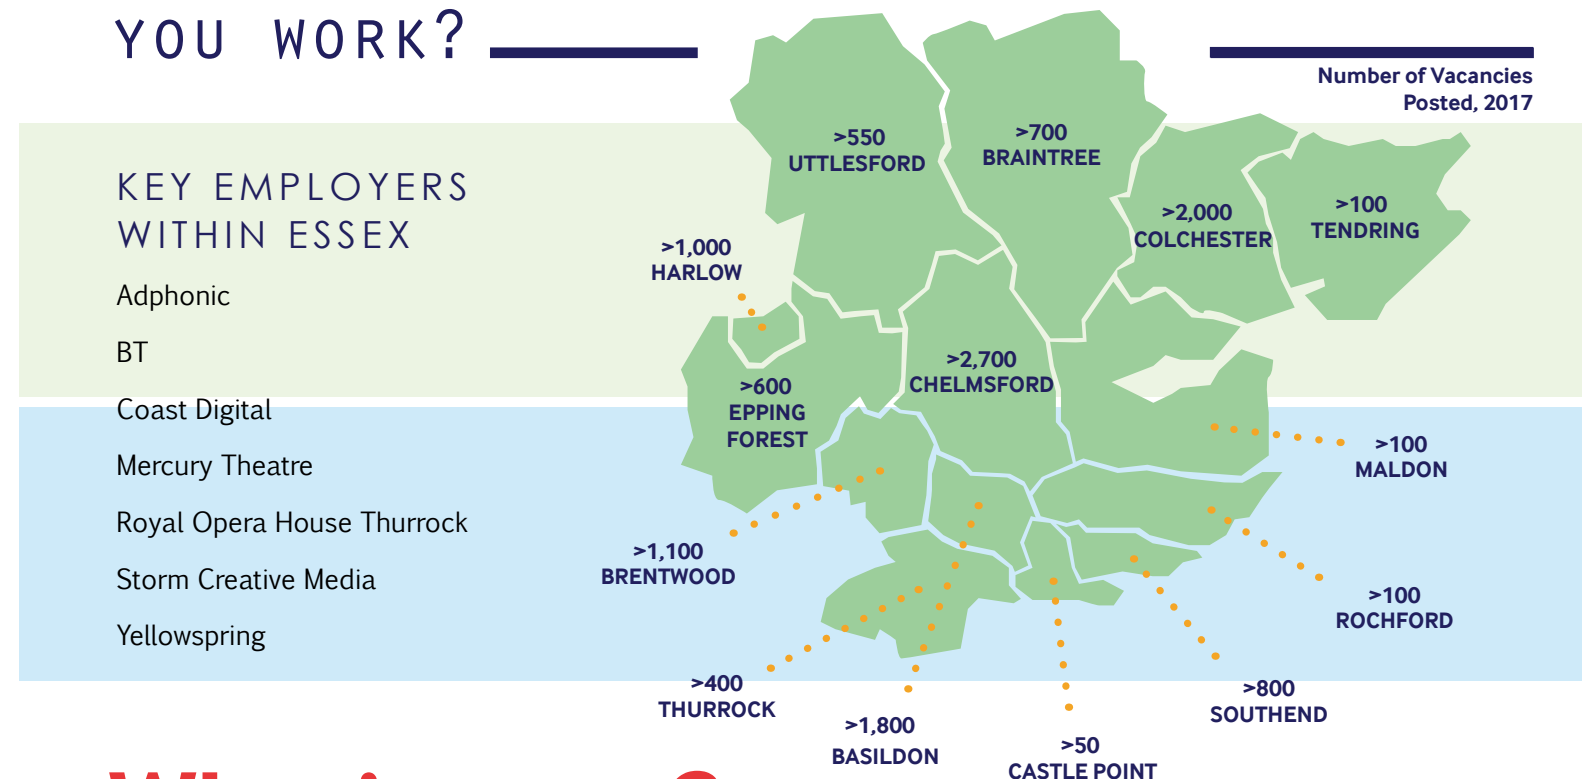 YOU WORK?
Number of Vacancies
Posted, 2017
KEY EMPLOYERS
WITHIN ESSEX
Adphonic
BT
Coast Digital
Mercury Theatre
Royal Opera House Thurrock
Storm Creative Media
Yellowspring
>550
UTTLESFORD
>700
BRAINTREE
>2,000
COLCHESTER
>100
TENDRING
>1,000
HARLOW
>600
EPPING
FOREST
>2,700
CHELMSFORD
>100
MALDON
>1,100
BRENTWOOD
>100
ROCHFORD
>400
THURROCK
>1,800
BASILDON
>50
CASTLE POINT
>800
SOUTHEND